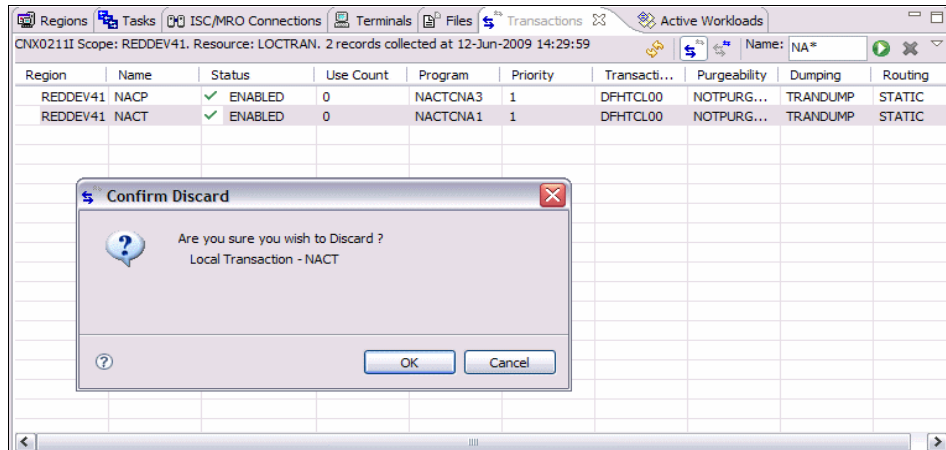 Regions Tasks ISC/MRO Connections Terminals Files Transactions Active Workloads
CNX0211I Scope: REDDEV41. Resource: LOCTRAN. 2 records collected at 12-Jun-2009 14:29:59 Name: NA*
Region Name Status Use Count Program Priority Transacti... Purgeability Dumping Routing
REDDEV41 NACP ENABLED 0 NACTCNA3 1 DFHTCL00 NOTPURG... TRANDUMP STATIC
REDDEV41 NACT ENABLED 0 NACTCNA1 1 DFHTCL00 NOTPURG... TRANDUMP STATIC
Confirm Discard
Are you sure you wish to Discard ?
Local Transaction - NACT
OK Cancel